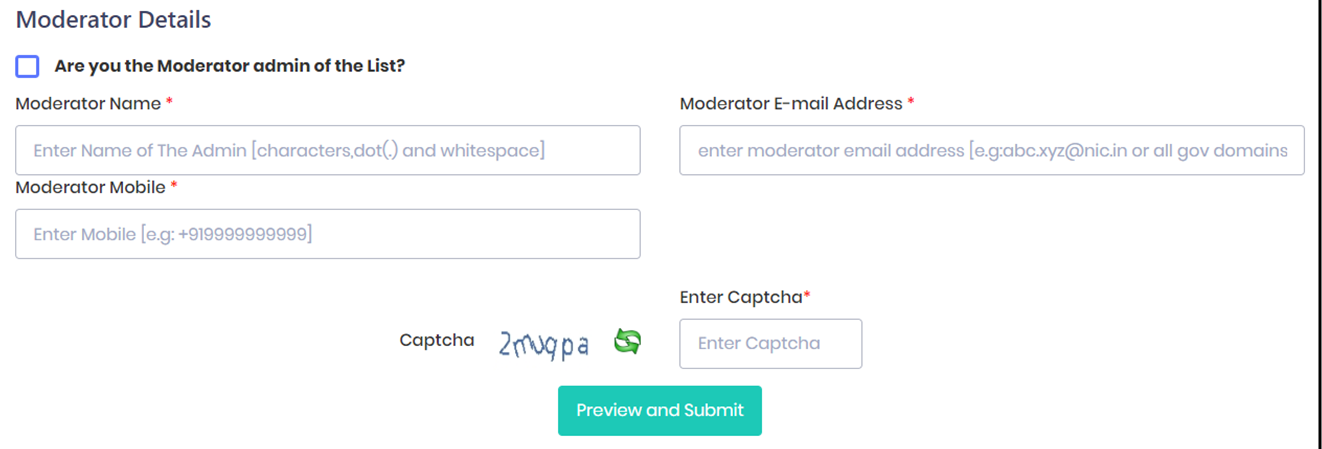 Moderator Details
Are you the Moderator admin of the List?
Moderator Name *
Moderator E-mail Address *
Enter Name of The Admin [characters,dot(.) and whitespace]
enter moderator email address [e.g:abc.xyz@nic.in or all gov domains
Moderator Mobile *
Enter Mobile [e.g: +919999999999]
Enter Captcha*
Captcha
2muqpa
Enter Captcha
Preview and Submit